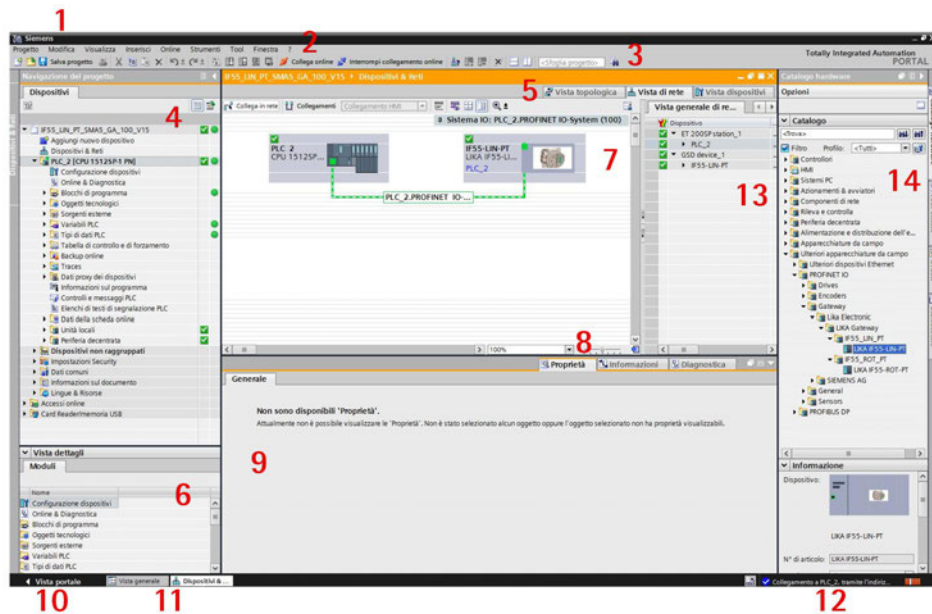 1
Siemens
Progetto Modifica Visualizza Inserisci Online Strumenti Tool Finestra ?
2
Totally Integrated Automation
PORTAL
Salva progetto
Collega online
Interrompi collegamento online
<Sfoglia progetto>
3
Navigazione del progetto
IF55_LIN_PT_SMA5_GA_100_V15 ▸ Dispositivi & Reti
Catalogo hardware
Dispositivi
4
5
Vista topologica
Vista di rete
Vista dispositivi
Opzioni
Collega in rete
Collegamenti
Collegamento HMI
Vista generale di re...
Sistema IO: PLC_2.PROFINET IO-System (100)
IF55_LIN_PT_SMA5_GA_100_V15
Aggiungi nuovo dispositivo
Dispositivi & Reti
PLC_2 [CPU 1512SP-1 PN]
Configurazione dispositivi
Online & Diagnostica
Blocchi di programma
Oggetti tecnologici
Sorgenti esterne
Variabili PLC
Tipi di dati PLC
Tabella di controllo e di forzamento
Backup online
Traces
Dati proxy dei dispositivi
Informazioni sul programma
Controlli e messaggi PLC
Elenchi di testi di segnalazione PLC
Dati della scheda online
Unità locali
Periferia decentrata
Dispositivi non raggruppati
Impostazioni Security
Dati comuni
Informazioni sul documento
Lingue & Risorse
Accessi online
Card Reader/memoria USB
PLC_2
CPU 1512SP...
IF55-LIN-PT
LIKA IF55-LI...
PLC_2
7
PLC_2.PROFINET IO-...
100%
8
Dispositivo
ET 200SP station_1
PLC_2
GSD device_1
IF55-LIN-PT
13
Catalogo
<Trova>
Filtro
Profilo:
<Tutti>
14
Controllori
HMI
Sistemi PC
Azionamenti & avviatori
Componenti di rete
Rileva e controlla
Periferia decentrata
Alimentazione e distribuzione dell'e...
Apparecchiature da campo
Ulteriori apparecchiature da campo
Ulteriori dispositivi Ethernet
PROFINET IO
Drives
Encoders
Gateway
Lika Electronic
LIKA Gateway
IF55_LIN_PT
LIKA IF55-LIN-PT
IF55_ROT_PT
LIKA IF55-ROT-PT
SIEMENS AG
General
Sensors
PROFIBUS DP
Proprietà
Informazioni
Diagnostica
Generale
Non sono disponibili 'Proprietà'.
Attualmente non è possibile visualizzare le 'Proprietà'. Non è stato selezionato alcun oggetto oppure l'oggetto selezionato non ha proprietà visualizzabili.
9
Vista dettagli
Moduli
6
Nome
Configurazione dispositivi
Online & Diagnostica
Blocchi di programma
Oggetti tecnologici
Sorgenti esterne
Variabili PLC
Tipi di dati PLC
Informazione
Dispositivo:
LIKA IF55-LIN-PT
N° di articolo:
LIKA IF55-LIN-PT
Vista portale
Vista generale
Dispositivi & ...
Collegamento a PLC_2, tramite l'indiriz...
10
11
12